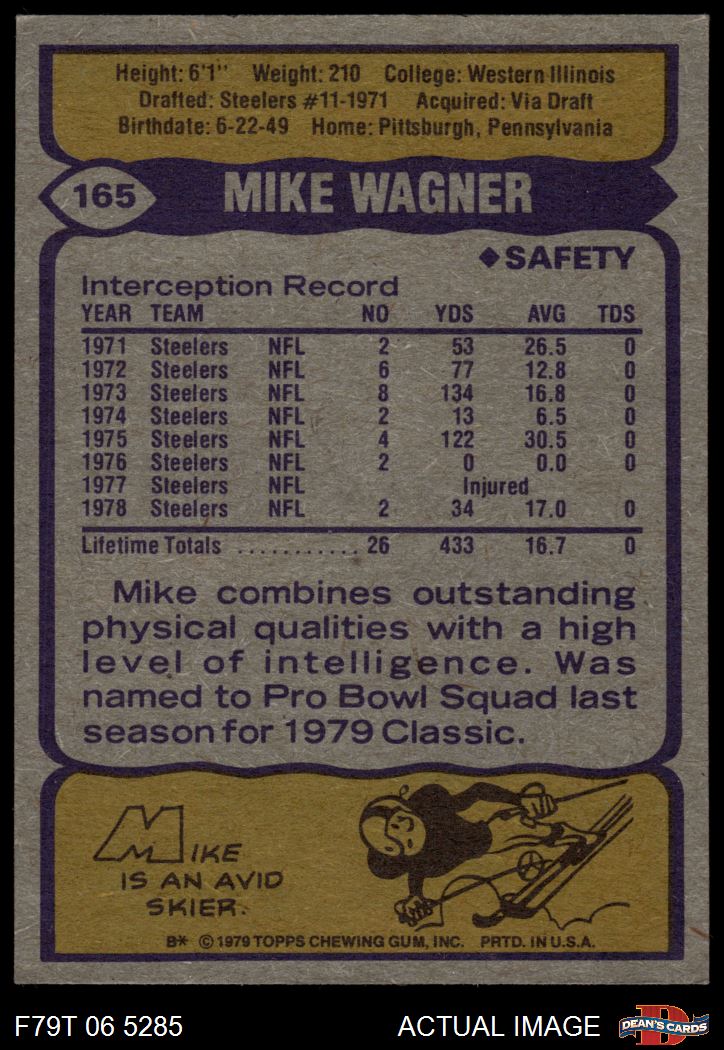 Height: 6'1" Weight: 210 College: Western Illinois
Drafted: Steelers #11-1971 Acquired: Via Draft
Birthdate: 6-22-49 Home: Pittsburgh, Pennsylvania
165 MIKE WAGNER
◆SAFETY
Interception Record
YEAR TEAM NO YDS AVG TDS
1971 Steelers NFL 2 53 26.5 0
1972 Steelers NFL 6 77 12.8 0
1973 Steelers NFL 8 134 16.8 0
1974 Steelers NFL 2 13 6.5 0
1975 Steelers NFL 4 122 30.5 0
1976 Steelers NFL 2 0 0.0 0
1977 Steelers NFL Injured
1978 Steelers NFL 2 34 17.0 0
Lifetime Totals ........... 26 433 16.7 0
Mike combines outstanding
physical qualities with a high
level of intelligence. Was
named to Pro Bowl Squad last
season for 1979 Classic.
MIKE
IS AN AVID
SKIER.
B* © 1979 TOPPS CHEWING GUM, INC. PRTD. IN U.S.A.
F79T 06 5285 ACTUAL IMAGE D DEAN'S CARDS